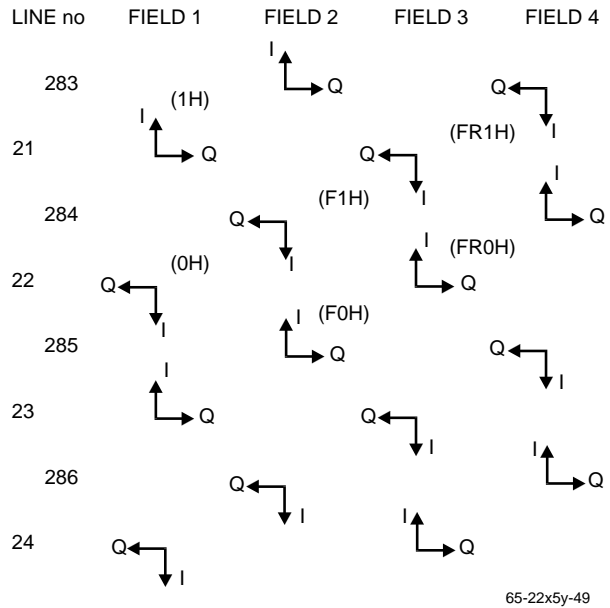 LINE no FIELD 1 FIELD 2 FIELD 3 FIELD 4
I
283 Q Q
I (1H) (FR1H) I
21 Q Q
I
(F1H) I
284 Q Q
I
(0H) I (FR0H)
22 Q Q
I I (F0H)
285 Q Q
I I
23 Q Q
I I
286 Q Q
I I
24 Q Q
I
65-22x5y-49